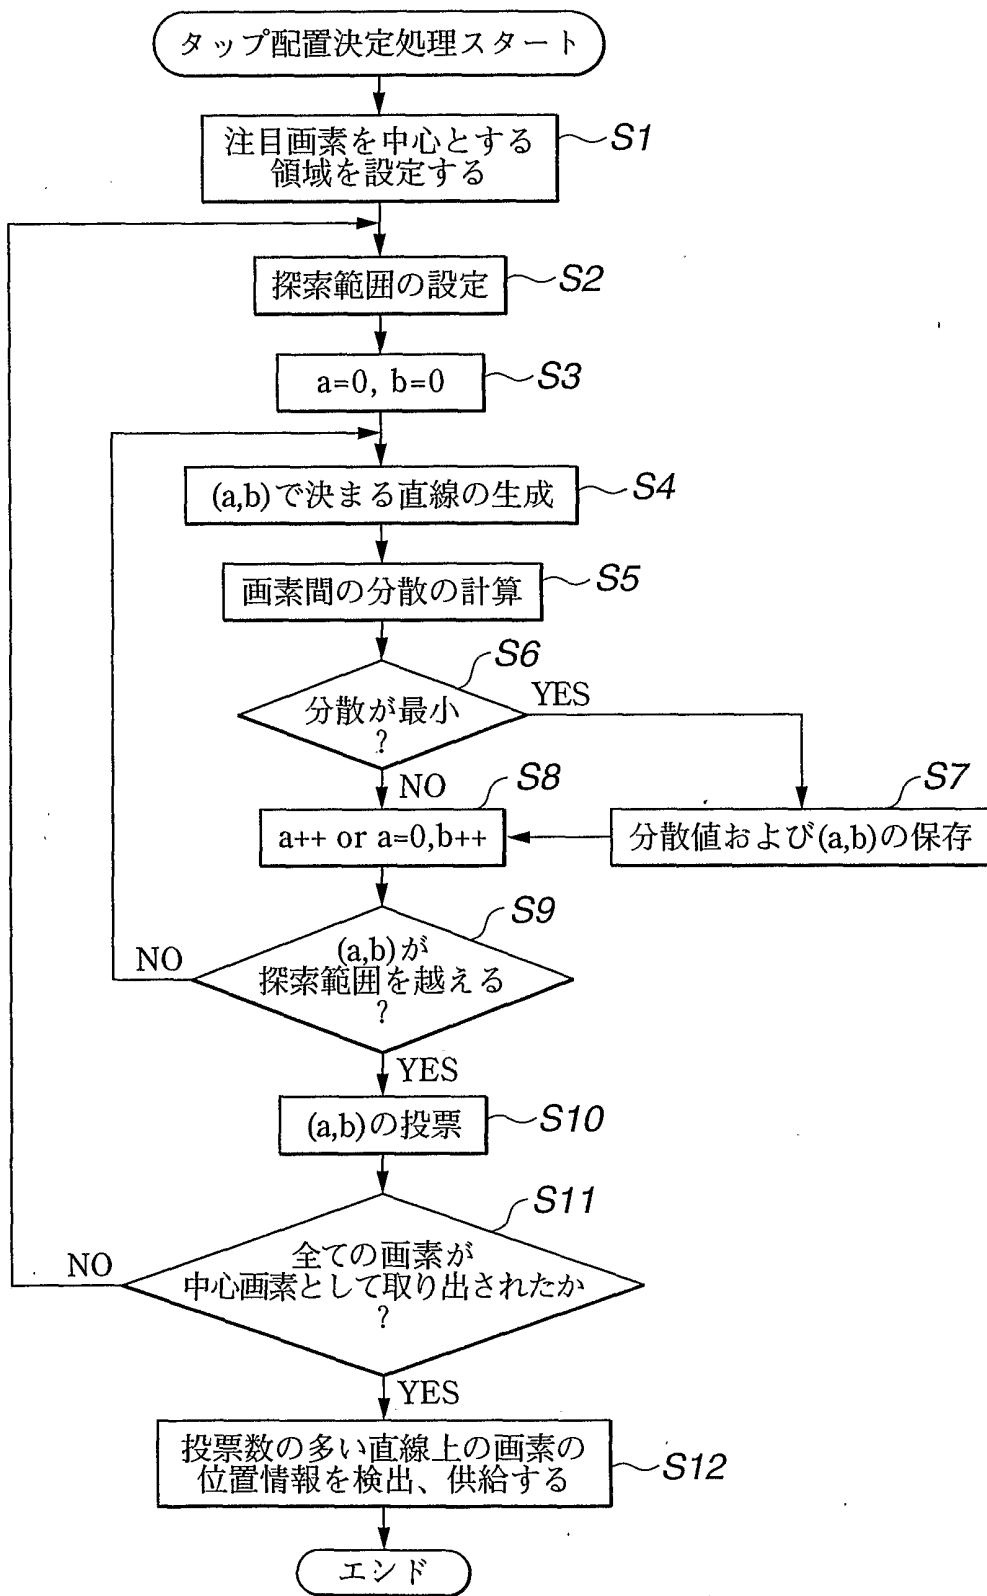 タップ配置決定処理スタート
注目画素を中心とする
領域を設定する
S1
探索範囲の設定
S2
a=0, b=0
S3
(a,b)で決まる直線の生成
S4
画素間の分散の計算
S5
分散が最小
?
S6
YES
NO
分散値および(a,b)の保存
S7
a++ or a=0,b++
S8
(a,b)が
探索範囲を越える
?
S9
NO
YES
(a,b)の投票
S10
全ての画素が
中心画素として取り出されたか
?
S11
NO
YES
投票数の多い直線上の画素の
位置情報を検出、供給する
S12
エンド